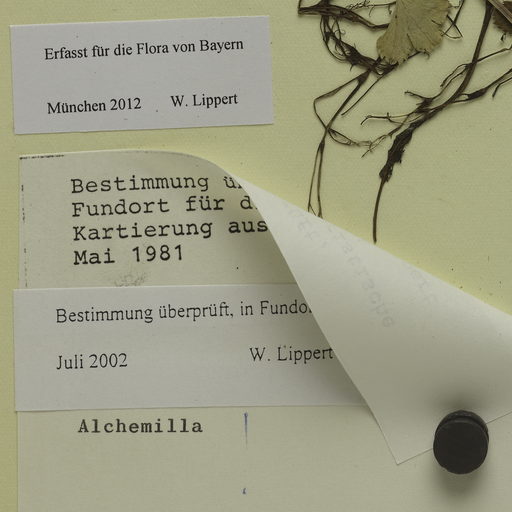 Erfasst für die Flora von Bayern
München 2012 W. Lippert
Bestimmung
Fundort für
Kartierung aus
Mai 1981
Bestimmung überprüft, in
Juli 2002 W. Lippert
Alchemilla